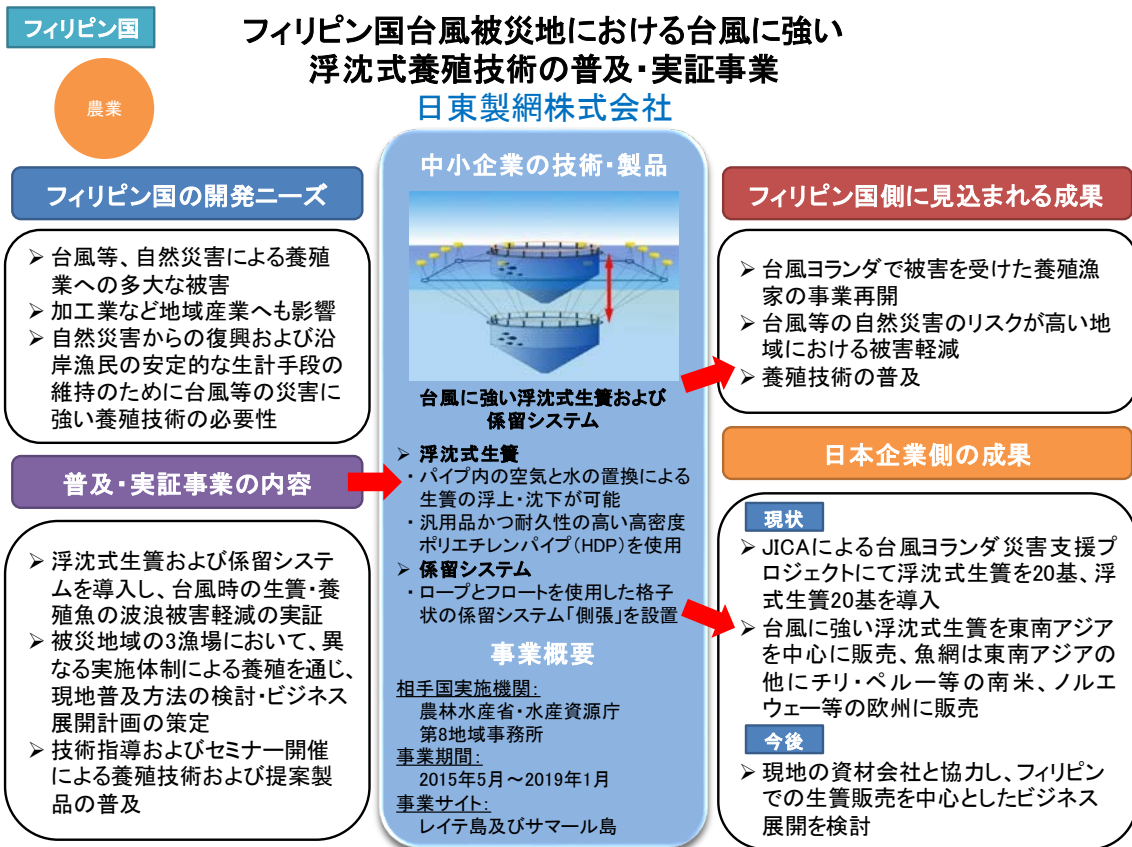 フィリピン国
フィリピン国台風被災地における台風に強い
浮沈式養殖技術の普及・実証事業
日東製網株式会社
農業
フィリピン国の開発ニーズ
➢ 台風等、自然災害による養殖
業への多大な被害
➢ 加工業など地域産業へも影響
➢ 自然災害からの復興および沿
岸漁民の安定的な生計手段の
維持のために台風等の災害に
強い養殖技術の必要性
普及・実証事業の内容
➢ 浮沈式生簀および係留システ
ムを導入し、台風時の生簀・養
殖魚の波浪被害軽減の実証
➢ 被災地域の3漁場において、異
なる実施体制による養殖を通じ、
現地普及方法の検討・ビジネス
展開計画の策定
➢ 技術指導およびセミナー開催
による養殖技術および提案製
品の普及
中小企業の技術・製品
台風に強い浮沈式生簀および
係留システム
➢ 浮沈式生簀
・パイプ内の空気と水の置換による
生簀の浮上・沈下が可能
・汎用品かつ耐久性の高い高密度
ポリエチレンパイプ(HDP)を使用
➢ 係留システム
・ロープとフロートを使用した格子
状の係留システム「側張」を設置
事業概要
相手国実施機関:
農林水産省・水産資源庁
第8地域事務所
事業期間:
2015年5月~2019年1月
事業サイト:
レイテ島及びサマール島
フィリピン国側に見込まれる成果
➢ 台風ヨランダで被害を受けた養殖漁
家の事業再開
➢ 台風等の自然災害のリスクが高い地
域における被害軽減
➢ 養殖技術の普及
日本企業側の成果
現状
➢ JICAによる台風ヨランダ災害支援プ
ロジェクトにて浮沈式生簀を20基、浮
式生簀20基を導入
➢ 台風に強い浮沈式生簀を東南アジア
を中心に販売、魚網は東南アジアの
他にチリ・ペルー等の南米、ノルエ
ウェー等の欧州に販売
今後
➢ 現地の資材会社と協力し、フィリピン
での生簀販売を中心としたビジネス
展開を検討